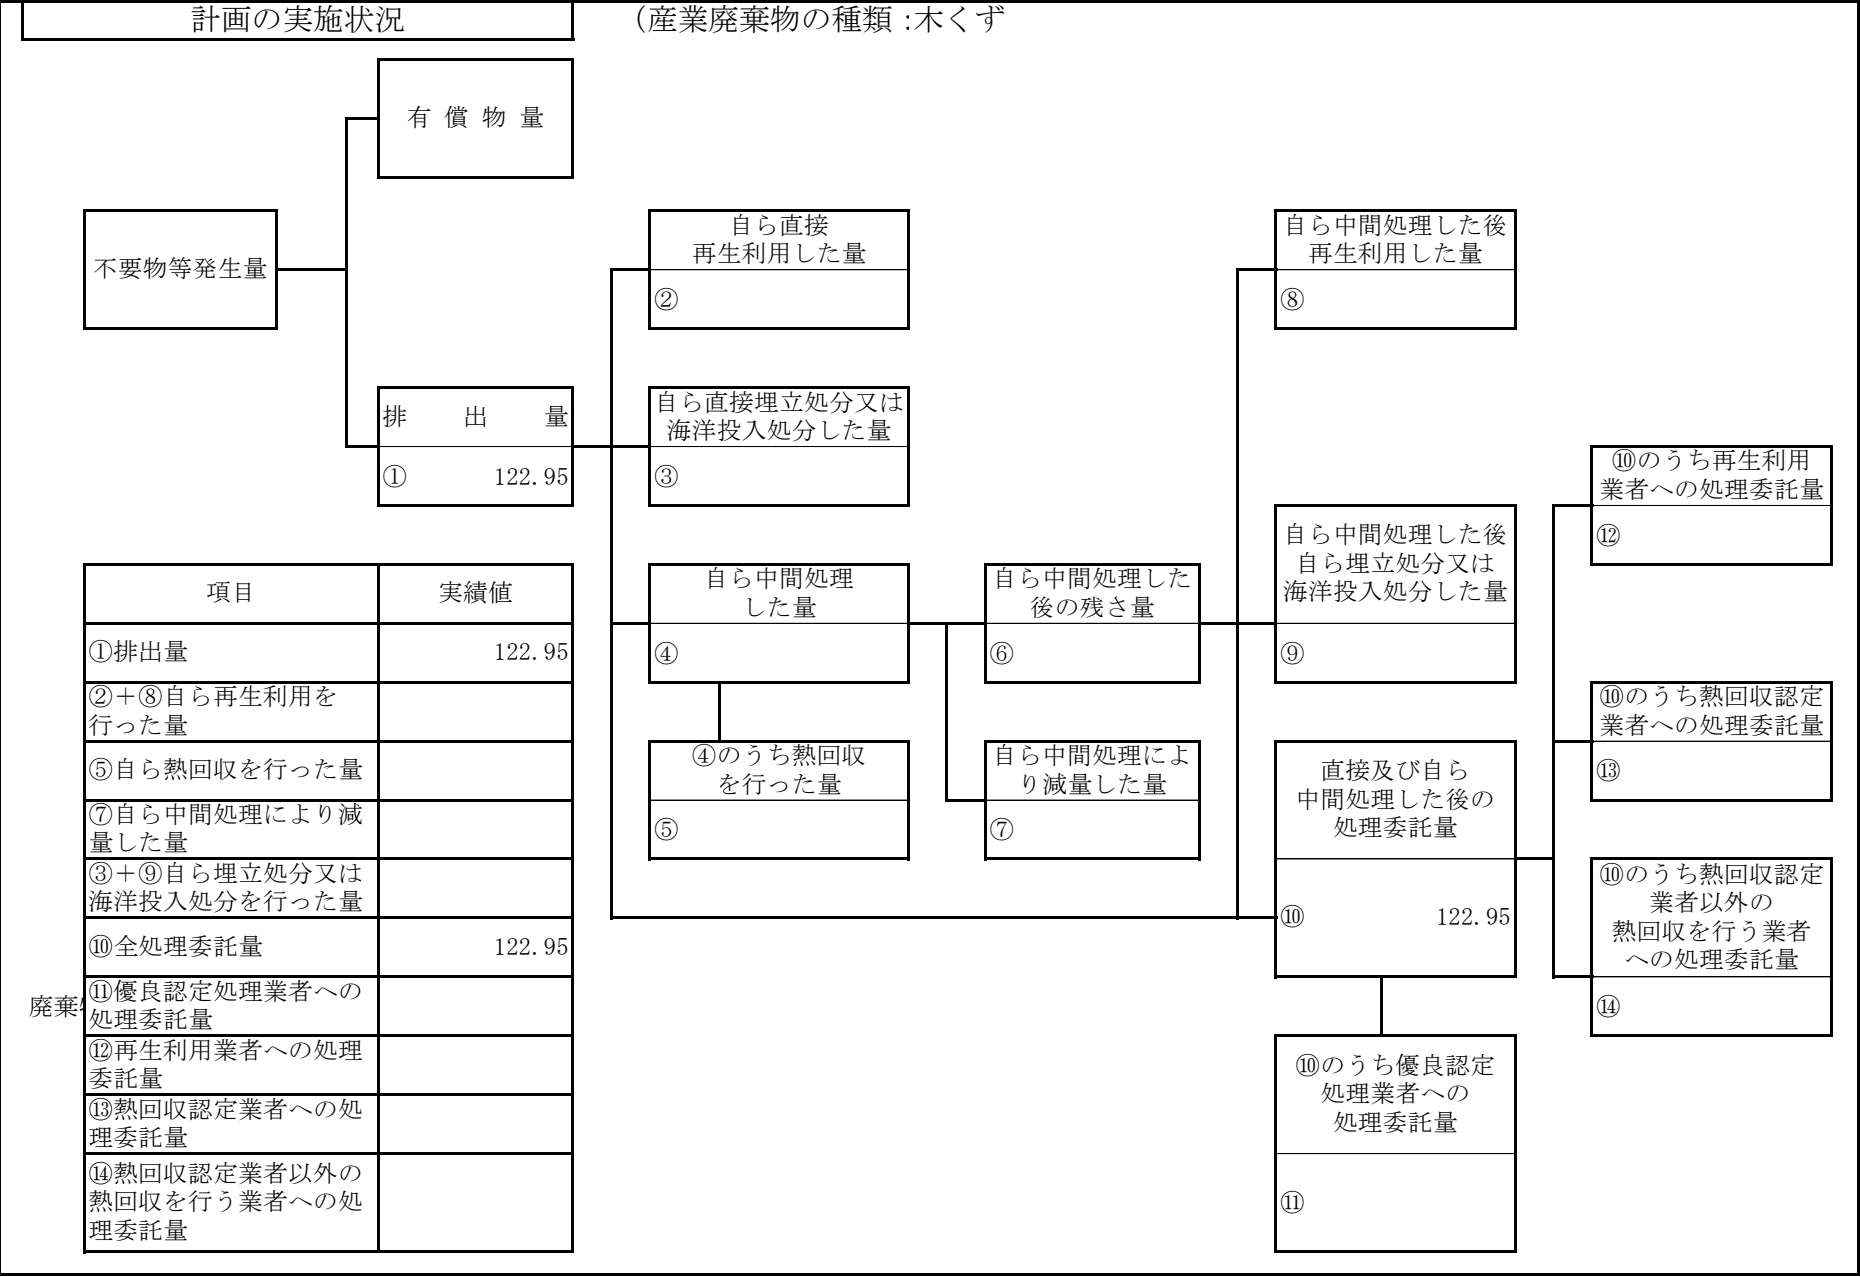 計画の実施状況
(産業廃棄物の種類:木くず
有償物量
不要物等発生量
自ら直接
再生利用した量
②
自ら中間処理した後
再生利用した量
⑧
排出量
① 122.95
自ら直接埋立処分又は
海洋投入処分した量
③
⑩のうち再生利用
業者への処理委託量
⑫
自ら中間処理した後
自ら埋立処分又は
海洋投入処分した量
⑨
自ら中間処理
した量
④
自ら中間処理した
後の残さ量
⑥
④のうち熱回収
を行った量
⑤
自ら中間処理によ
り減量した量
⑦
直接及び自ら
中間処理した後の
処理委託量
⑩ 122.95
⑩のうち熱回収認定
業者への処理委託量
⑬
⑩のうち熱回収認定
業者以外の
熱回収を行う業者
への処理委託量
⑭
⑩のうち優良認定
処理業者への
処理委託量
⑪
項目 実績値
①排出量 122.95
②+⑧自ら再生利用を
行った量
⑤自ら熱回収を行った量
⑦自ら中間処理により減
量した量
③+⑨自ら埋立処分又は
海洋投入処分を行った量
⑩全処理委託量 122.95
廃棄
⑪優良認定処理業者への
処理委託量
⑫再生利用業者への処理
委託量
⑬熱回収認定業者への処
理委託量
⑭熱回収認定業者以外の
熱回収を行う業者への処
理委託量